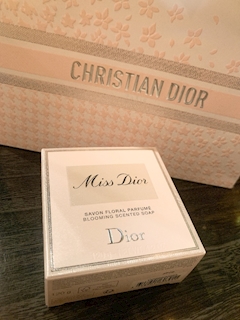 CHRISTIAN DIOR
Miss Dior
SAVON FLORAL PARFUMÉ
BLOOMING SCENTED SOAP
Dior